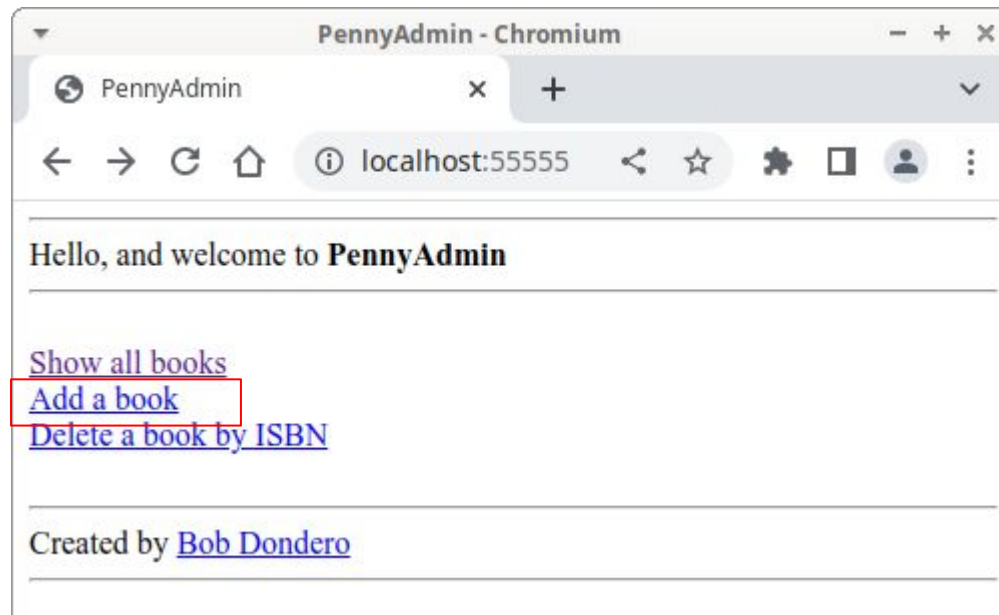 PennyAdmin - Chromium
PennyAdmin
localhost:55555
Hello, and welcome to PennyAdmin
Show all books
Add a book
Delete a book by ISBN
Created by Bob Dondero